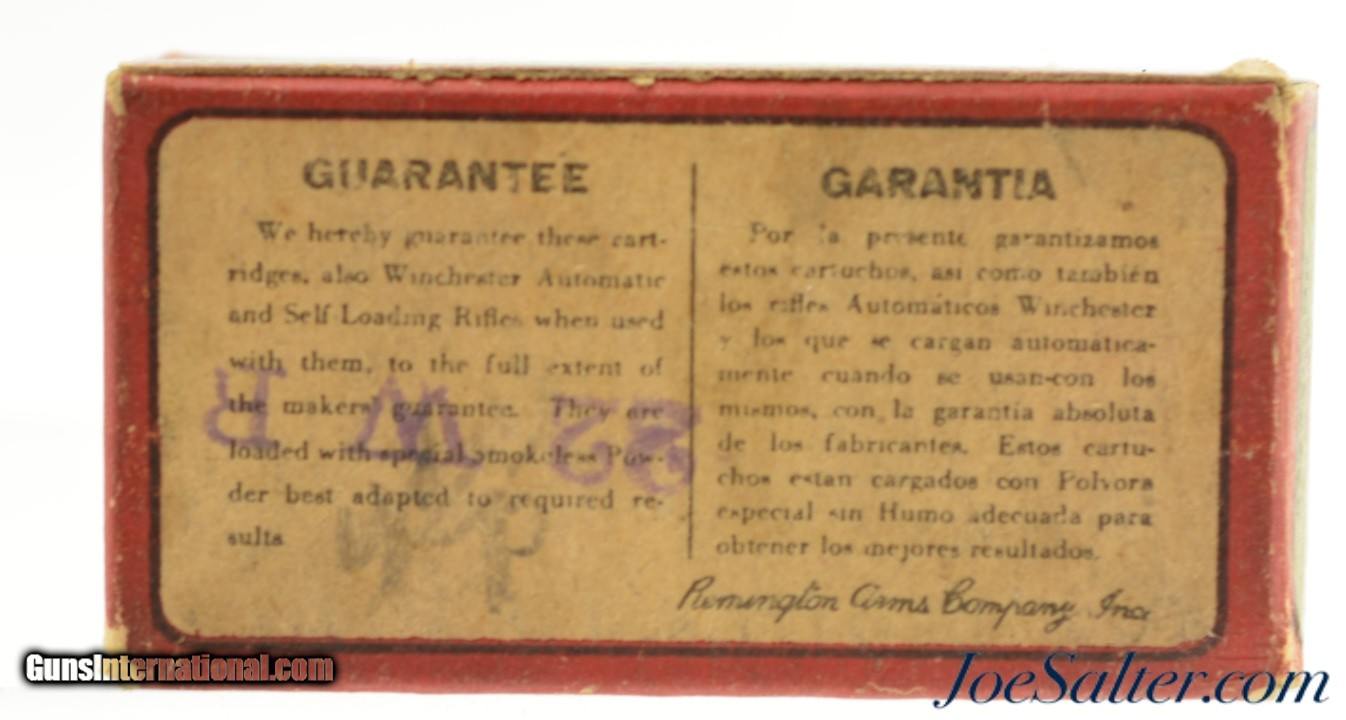 GUARANTEE
We hereby guarantee these cart-
ridges, also Winchester Automatic
and Self-Loading Rifles when used
with them, to the full extent of
the makers' guarantee. They are
loaded with special Smokeless Pow-
der best adapted to required re-
sults
GARANTIA
Por la presente garantizamos
estos cartuchos, asi como también
los rifles Automáticos Winchester
y los que se cargan automatica-
mente cuando se usan-con los
mismos, con la garantía absoluta
de los fabricantes. Estos cartu-
chos estan cargados con Polvora
especial sin Humo adecuada para
obtener los mejores resultados.
Remington Arms Company, Inc.
GunsInternational.com
JoeSalter.com